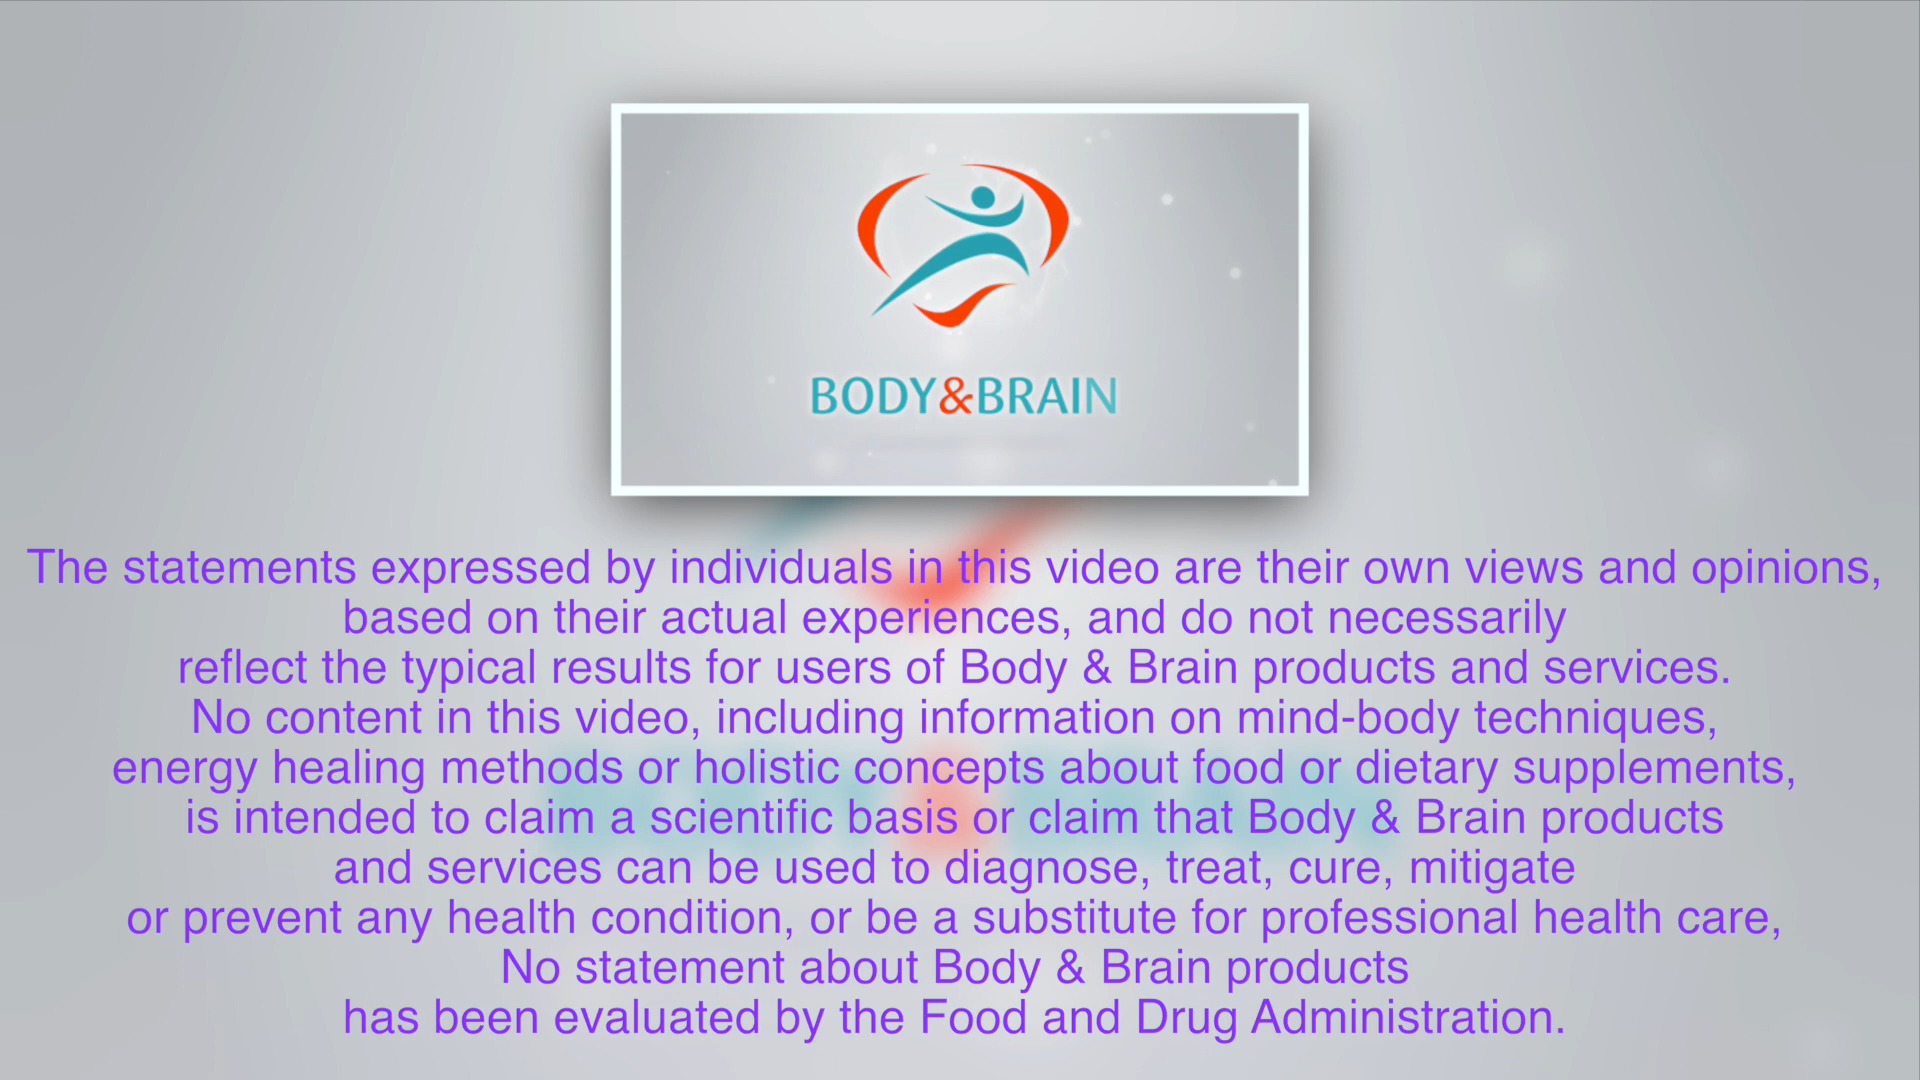 BODY&BRAIN
The statements expressed by individuals in this video are their own views and opinions,
based on their actual experiences, and do not necessarily
reflect the typical results for users of Body & Brain products and services.
No content in this video, including information on mind-body techniques,
energy healing methods or holistic concepts about food or dietary supplements,
is intended to claim a scientific basis or claim that Body & Brain products
and services can be used to diagnose, treat, cure, mitigate
or prevent any health condition, or be a substitute for professional health care,
No statement about Body & Brain products
has been evaluated by the Food and Drug Administration.